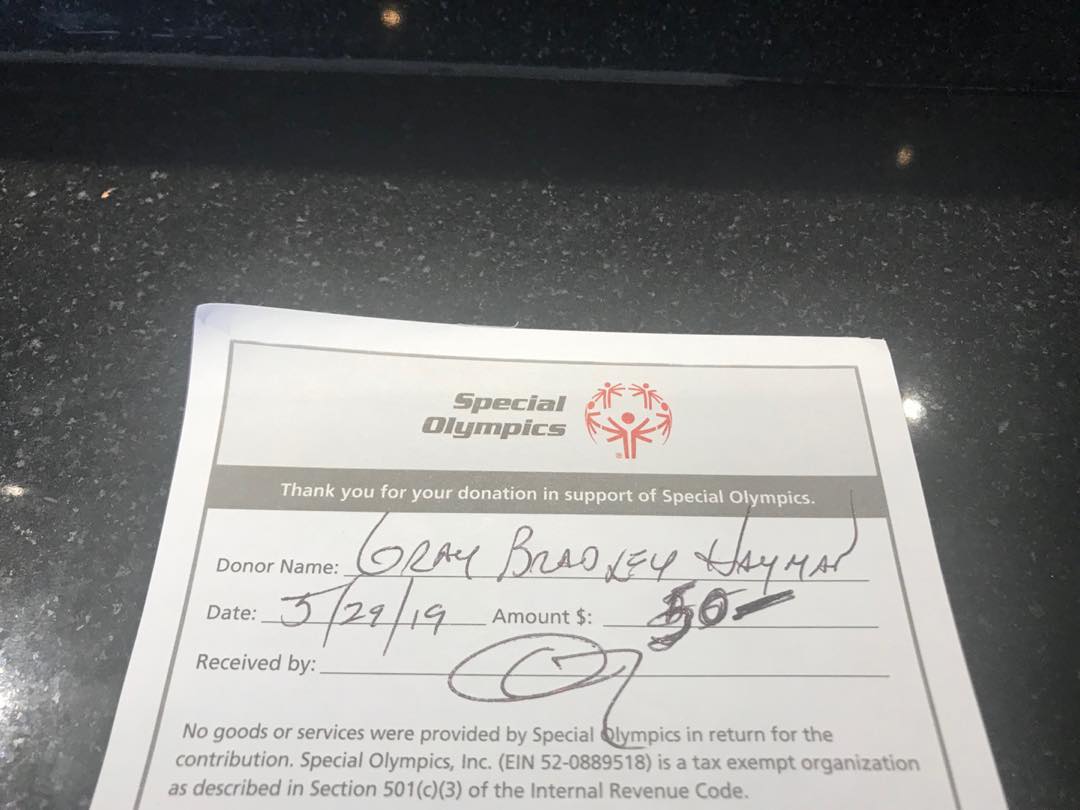 Special
Olympics
Thank you for your donation in support of Special Olympics.
Donor Name: GRAY BRADLEY HAYMAN
Date: 5/29/19 Amount $: 50-
Received by:
No goods or services were provided by Special Olympics in return for the
contribution. Special Olympics, Inc. (EIN 52-0889518) is a tax exempt organization
as described in Section 501(c)(3) of the Internal Revenue Code.